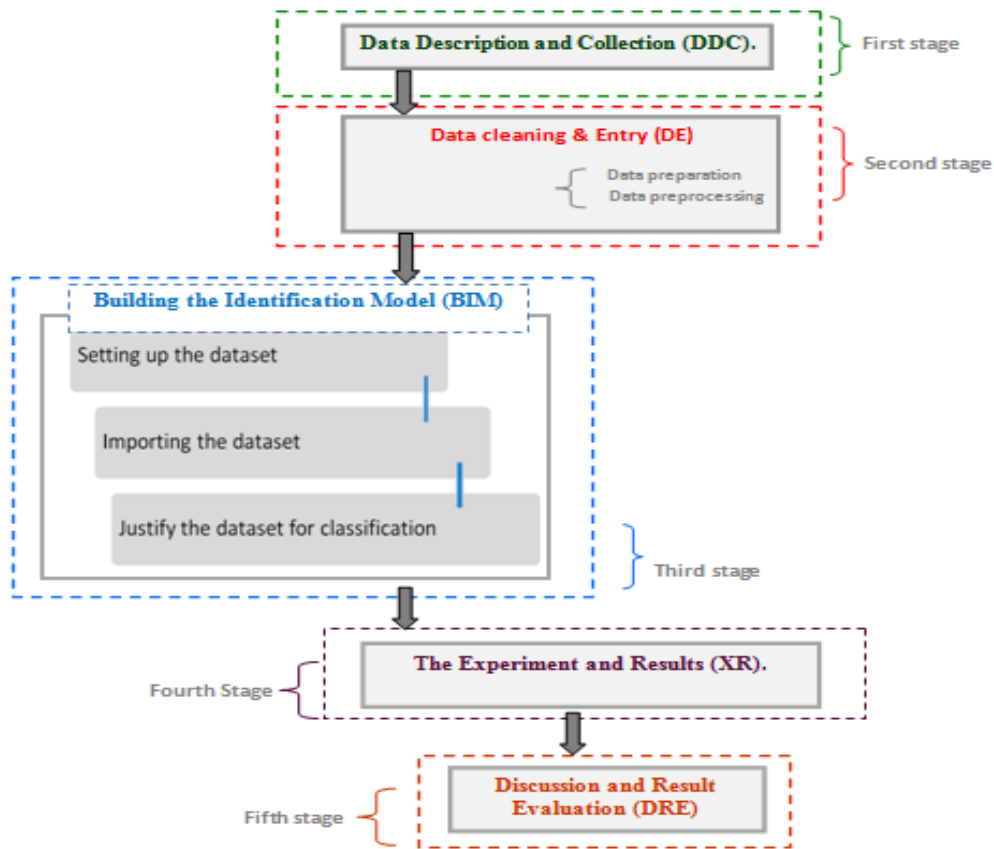 Data Description and Collection (DDC).
First stage
Data cleaning & Entry (DE)
Data preparation
Data preprocessing
Second stage
Building the Identification Model (BIM)
Setting up the dataset
Importing the dataset
Justify the dataset for classification
Third stage
The Experiment and Results (XR).
Fourth Stage
Discussion and Result
Evaluation (DRE)
Fifth stage